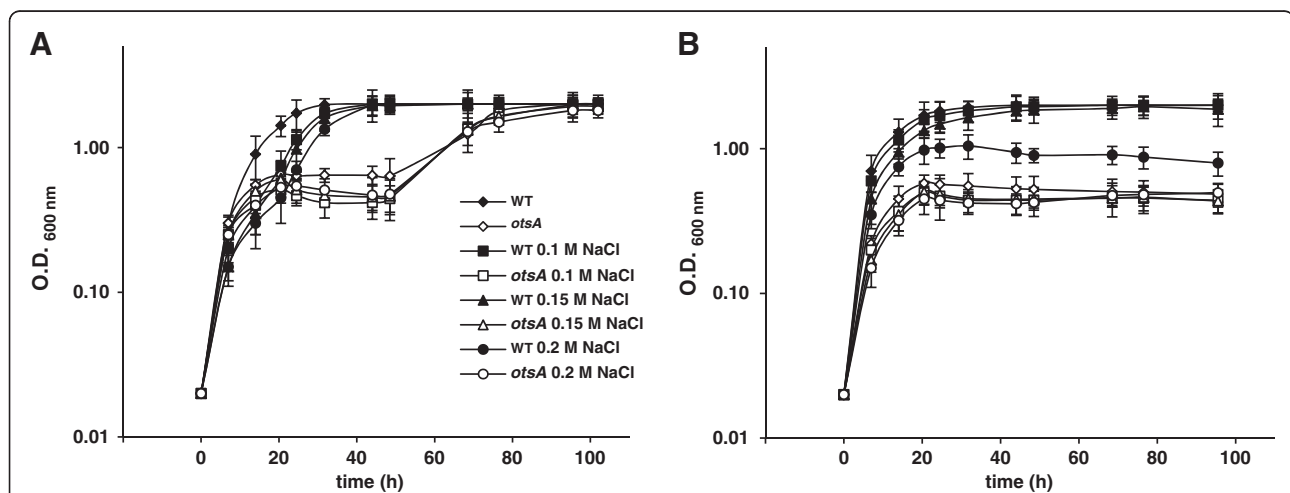 A
B
1.00
0.10
0.01
O.D. 600 nm
0
20
40
60
80
100
time (h)
WT
otsA
WT 0.1 M NaCl
otsA 0.1 M NaCl
WT 0.15 M NaCl
otsA 0.15 M NaCl
WT 0.2 M NaCl
otsA 0.2 M NaCl
1.00
0.10
0.01
O.D. 600 nm
0
20
40
60
80
100
time (h)